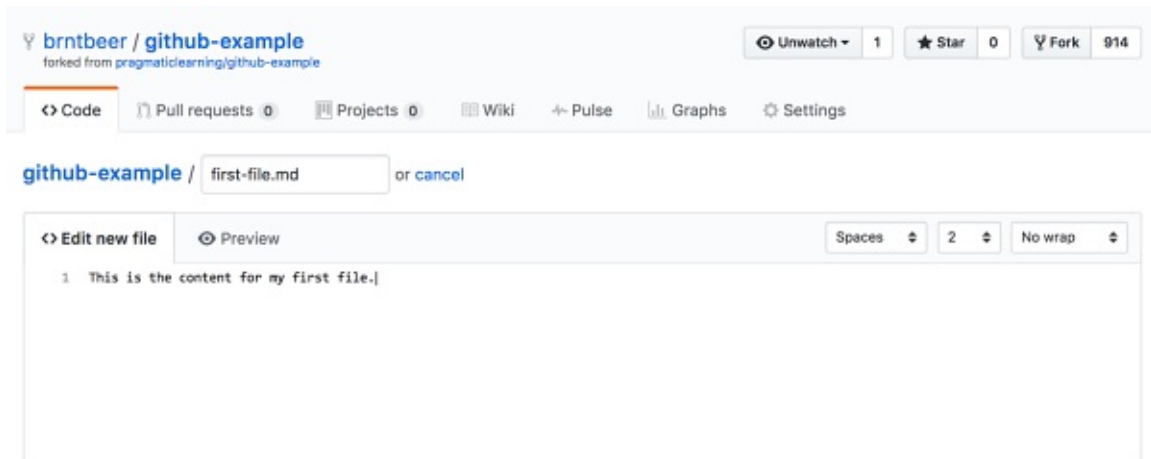 brntbeer / github-example
Unwatch 1 Star 0 Fork 914
forked from pragmaticlearning/github-example
<> Code Pull requests 0 Projects 0 Wiki Pulse Graphs Settings
github-example / first-file.md or cancel
<> Edit new file Preview Spaces 2 No wrap
1 This is the content for my first file.